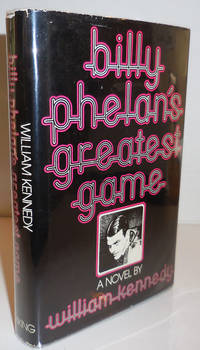 billy
phelan's
greatest
game
A NOVEL BY
william kennedy
WILLIAM KENNEDY
billy phelan's greatest game
VIKING